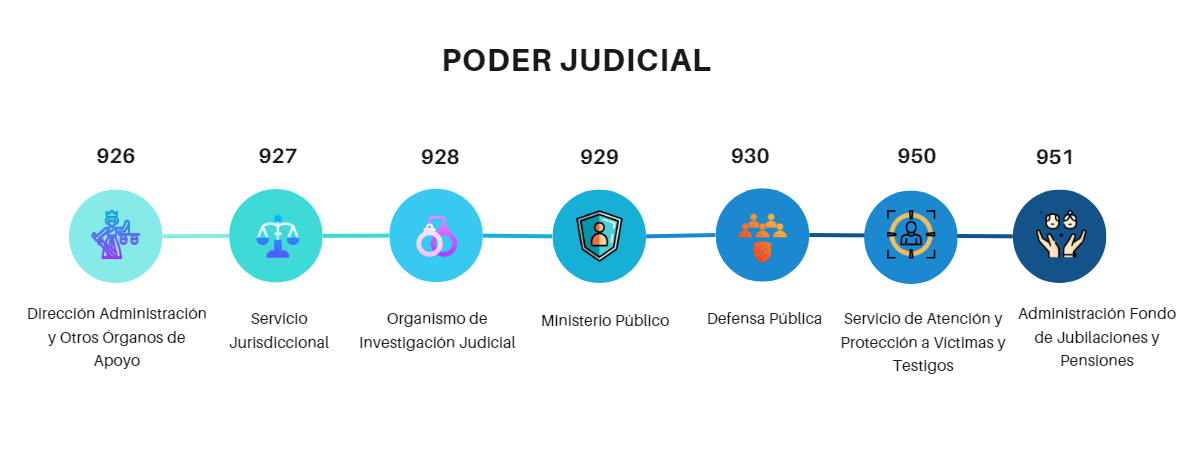 PODER JUDICIAL
926
Dirección Administración
y Otros Órganos de
Apoyo
927
Servicio
Jurisdiccional
928
Organismo de
Investigación Judicial
929
Ministerio Público
930
Defensa Pública
950
Servicio de Atención y
Protección a Víctimas y
Testigos
951
Administración Fondo
de Jubilaciones y
Pensiones